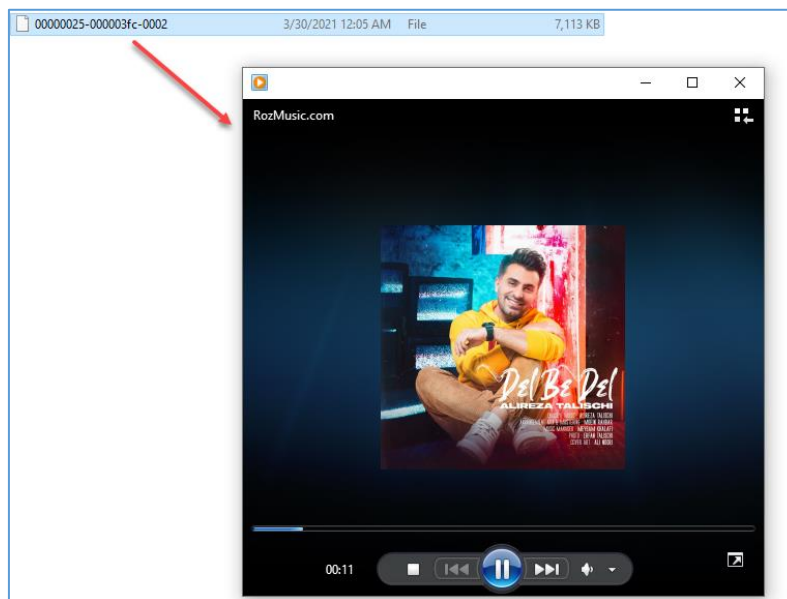 00000025-000003fc-0002 3/30/2021 12:05 AM File 7,113 KB
RozMusic.com
Del Be Del
ALIREZA TALISCHI
00:11